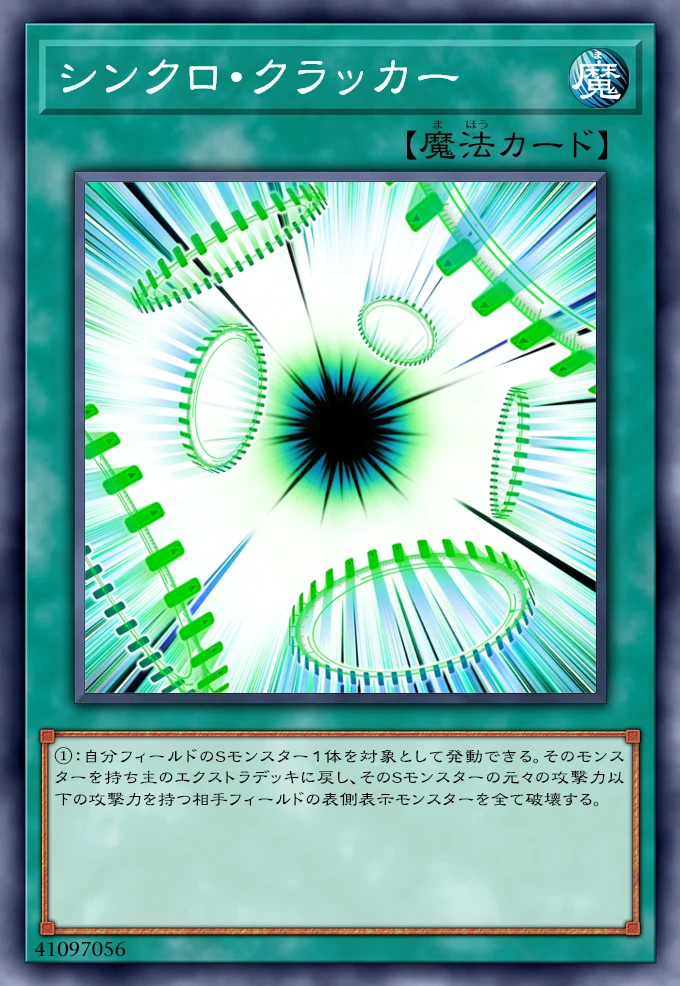 シンクロ・クラッカー
魔
ま
【魔法カード】
ま ほう
①：自分フィールドのSモンスター１体を対象として発動できる。そのモンス
ターを持ち主のエクストラデッキに戻し、そのSモンスターの元々の攻撃力以
下の攻撃力を持つ相手フィールドの表側表示モンスターを全て破壊する。
41097056